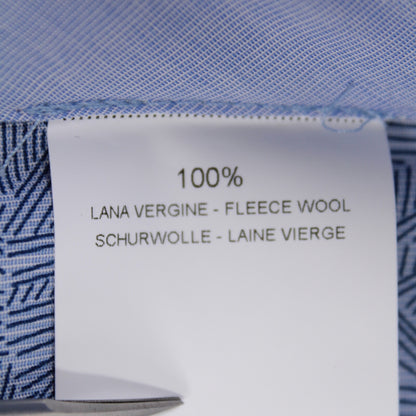 100%
LANA VERGINE - FLEECE WOOL
SCHURWOLLE - LAINE VIERGE